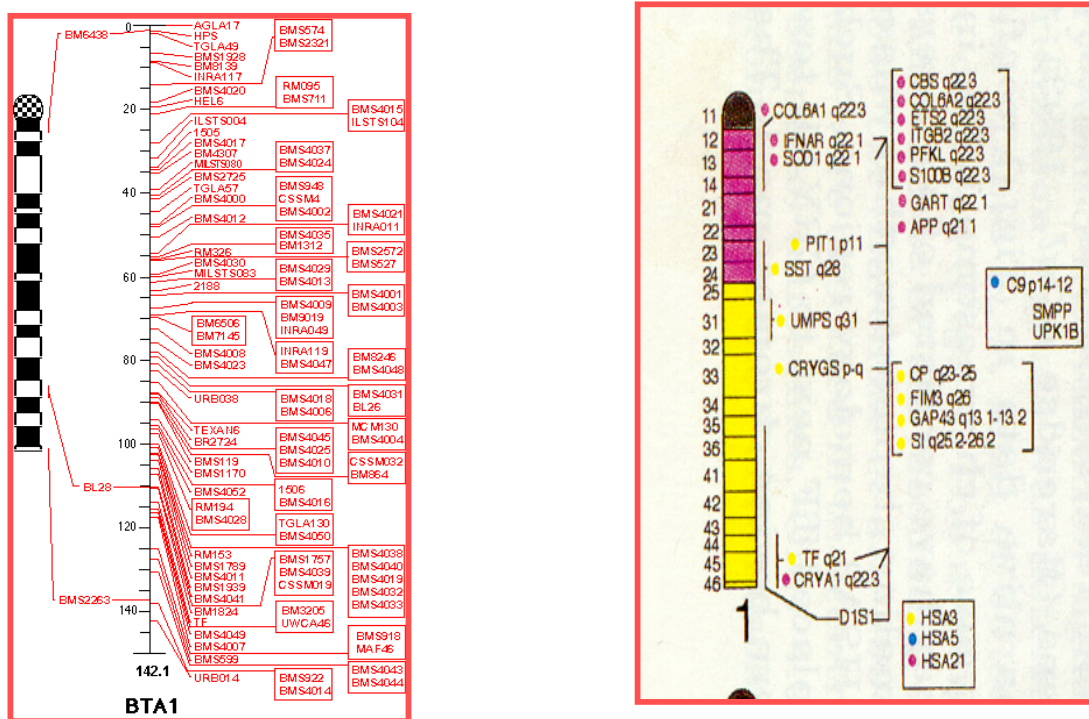 0
20
40
60
80
100
120
140
142.1
BTA1
BM6438
BL28
BMS2263
AGLA17
HPS
TGLA49
BMS1928
BM8139
INRA117
BMS4020
HEL6
ILSTS004
1505
BMS4017
BM4307
MILSTS080
BMS2725
TGLA57
BMS4000
BMS4012
RM326
BMS4030
MILSTS083
2188
BM6506
BM7145
BMS4008
BMS4023
URB038
TEXAN6
BR2724
BMS119
BMS1170
BMS4052
RM194
BMS4028
RM153
BMS1789
BMS4011
BMS1939
BMS4041
BM1824
TF
BMS4049
BMS4007
BMS599
URB014
BMS574
BMS2321
RM095
BMS711
BMS4037
BMS4024
BMS948
CSSM4
BMS4002
BMS4035
BM1312
BMS4029
BMS4013
BMS4009
BM9019
INRA049
INRA119
BMS4047
BMS4018
BMS4006
BMS4045
BMS4025
BMS4010
1506
BMS4016
TGLA130
BMS4050
BMS1757
BMS4039
CSSM019
BM3205
UWCA46
BMS922
BMS4014
BMS4015
ILSTS104
BMS4021
INRA011
BMS2572
BMS527
BMS4001
BMS4003
BM8246
BMS4048
BMS4031
BL26
MCM130
BMS4004
CSSM032
BM864
BMS4038
BMS4040
BMS4019
BMS4032
BMS4033
BMS918
MAF46
BMS4043
BMS4044
11
12
13
14
21
22
23
24
25
31
32
33
34
35
36
41
42
43
44
45
46
1
COL6A1 q22.3
IFNAR q22.1
SOD1 q22.1
PIT1 p11
SST q28
UMPS q31
CRYGS p-q
TF q21
CRYA1 q22.3
D1S1
CBS q22.3
COL6A2 q22.3
ETS2 q22.3
ITGB2 q22.3
PFKL q22.3
S100B q22.3
GART q22.1
APP q21.1
C9 p14-12
SMPP
UPK1B
CP q23-25
FIM3 q26
GAP43 q13.1-13.2
SI q25.2-26.2
HSA3
HSA5
HSA21